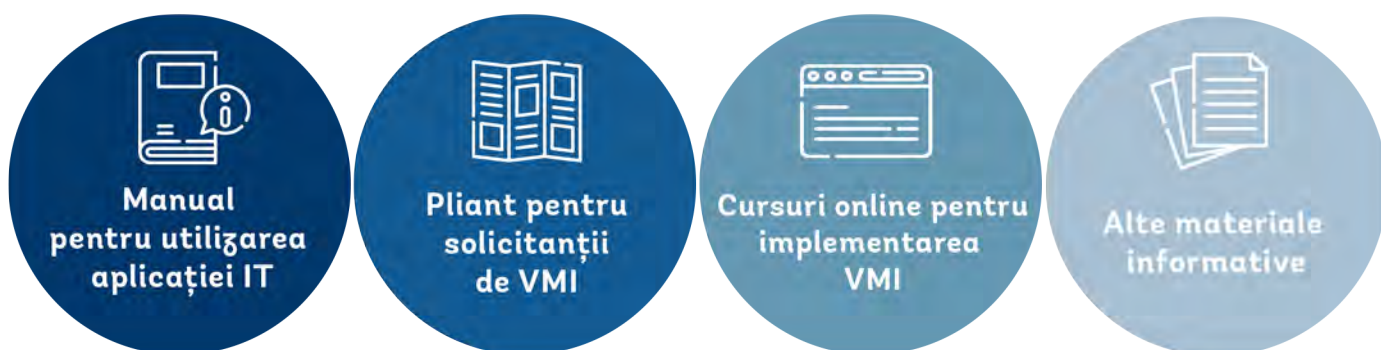 Manual
pentru utilizarea
aplicației IT
Pliant pentru
solicitanții
de VMI
Cursuri online pentru
implementarea
VMI
Alte materiale
informative